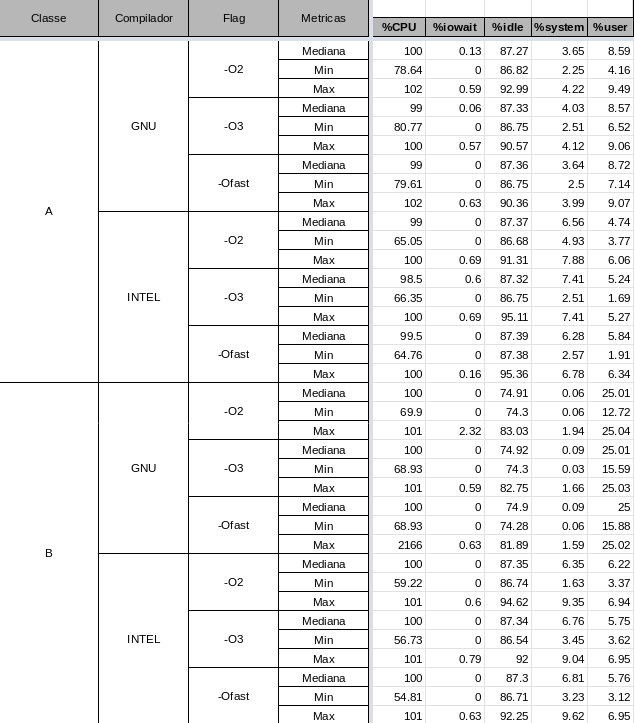 Classe Compilador Flag Metricas %CPU %iowait %idle %system %user
A GNU -O2 Mediana 100 0.13 87.27 3.65 8.59
Min 78.64 0 86.82 2.25 4.16
Max 102 0.59 92.99 4.22 9.49
-O3 Mediana 99 0.06 87.33 4.03 8.57
Min 80.77 0 86.75 2.51 6.52
Max 100 0.57 90.57 4.12 9.06
-Ofast Mediana 99 0 87.36 3.64 8.72
Min 79.61 0 86.75 2.5 7.14
Max 102 0.63 90.36 3.99 9.07
INTEL -O2 Mediana 99 0 87.37 6.56 4.74
Min 65.05 0 86.68 4.93 3.77
Max 100 0.69 91.31 7.88 6.06
-O3 Mediana 98.5 0.6 87.32 7.41 5.24
Min 66.35 0 86.75 2.51 1.69
Max 100 0.69 95.11 7.41 5.27
-Ofast Mediana 99.5 0 87.39 6.28 5.84
Min 64.76 0 87.38 2.57 1.91
Max 100 0.16 95.36 6.78 6.34
B GNU -O2 Mediana 100 0 74.91 0.06 25.01
Min 69.9 0 74.3 0.06 12.72
Max 101 2.32 83.03 1.94 25.04
-O3 Mediana 100 0 74.92 0.09 25.01
Min 68.93 0 74.3 0.03 15.59
Max 101 0.59 82.75 1.66 25.03
-Ofast Mediana 100 0 74.9 0.09 25
Min 68.93 0 74.28 0.06 15.88
Max 2166 0.63 81.89 1.59 25.02
INTEL -O2 Mediana 100 0 87.35 6.35 6.22
Min 59.22 0 86.74 1.63 3.37
Max 101 0.6 94.62 9.35 6.94
-O3 Mediana 100 0 87.34 6.76 5.75
Min 56.73 0 86.54 3.45 3.62
Max 101 0.79 92 9.04 6.95
-Ofast Mediana 100 0 87.3 6.81 5.76
Min 54.81 0 86.71 3.23 3.12
Max 101 0.63 92.25 9.62 6.95